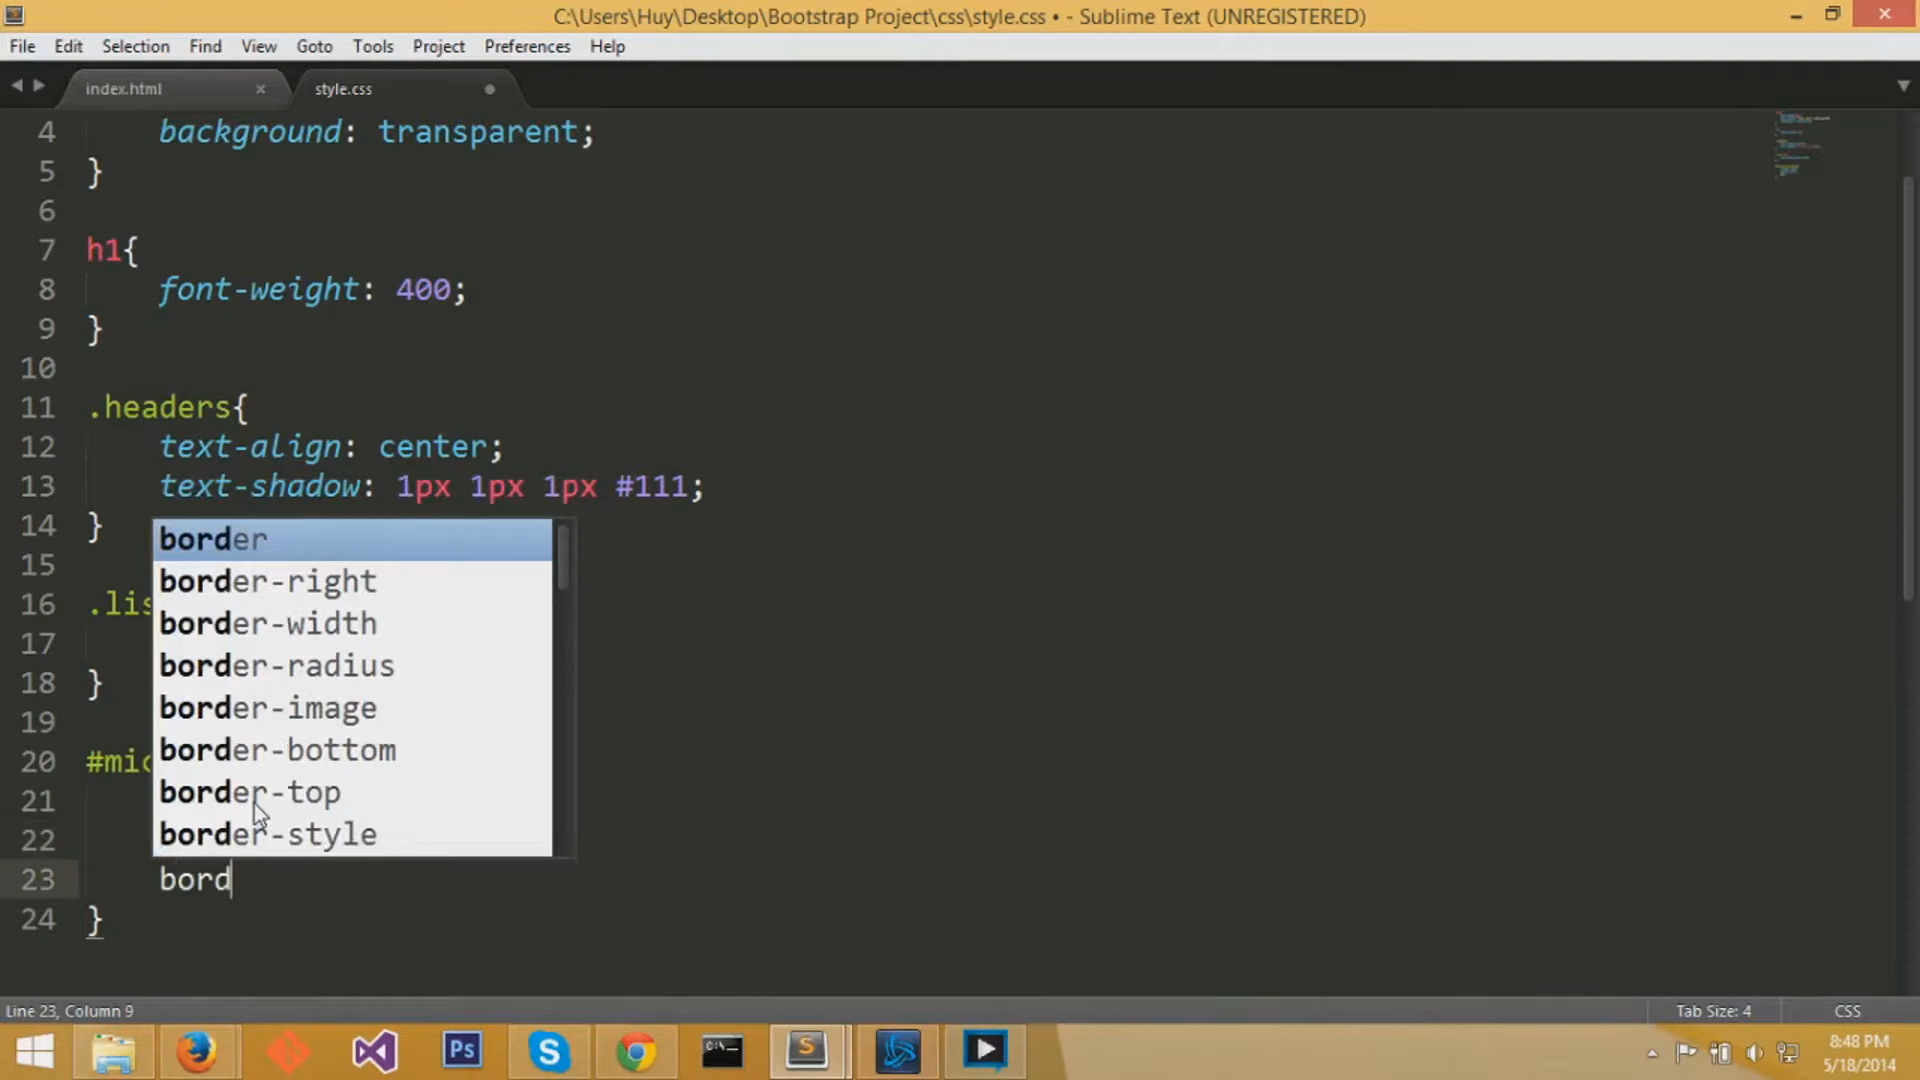 C:\Users\Huy\Desktop\Bootstrap Project\css\style.css • - Sublime Text (UNREGISTERED)
File Edit Selection Find View Goto Tools Project Preferences Help
index.html × style.css
4 background: transparent;
5 }
6
7 h1{
8 font-weight: 400;
9 }
10
11 .headers{
12 text-align: center;
13 text-shadow: 1px 1px 1px #111;
14 }
border
15
border-right
16 .lis
border-width
17
border-radius
18 }
border-image
19
border-bottom
20 #mic
border-top
21
border-style
22
23 bord
24 }
Line 23, Column 9 Tab Size: 4 CSS
Ps S C:\_ S
8:48 PM
5/18/2014